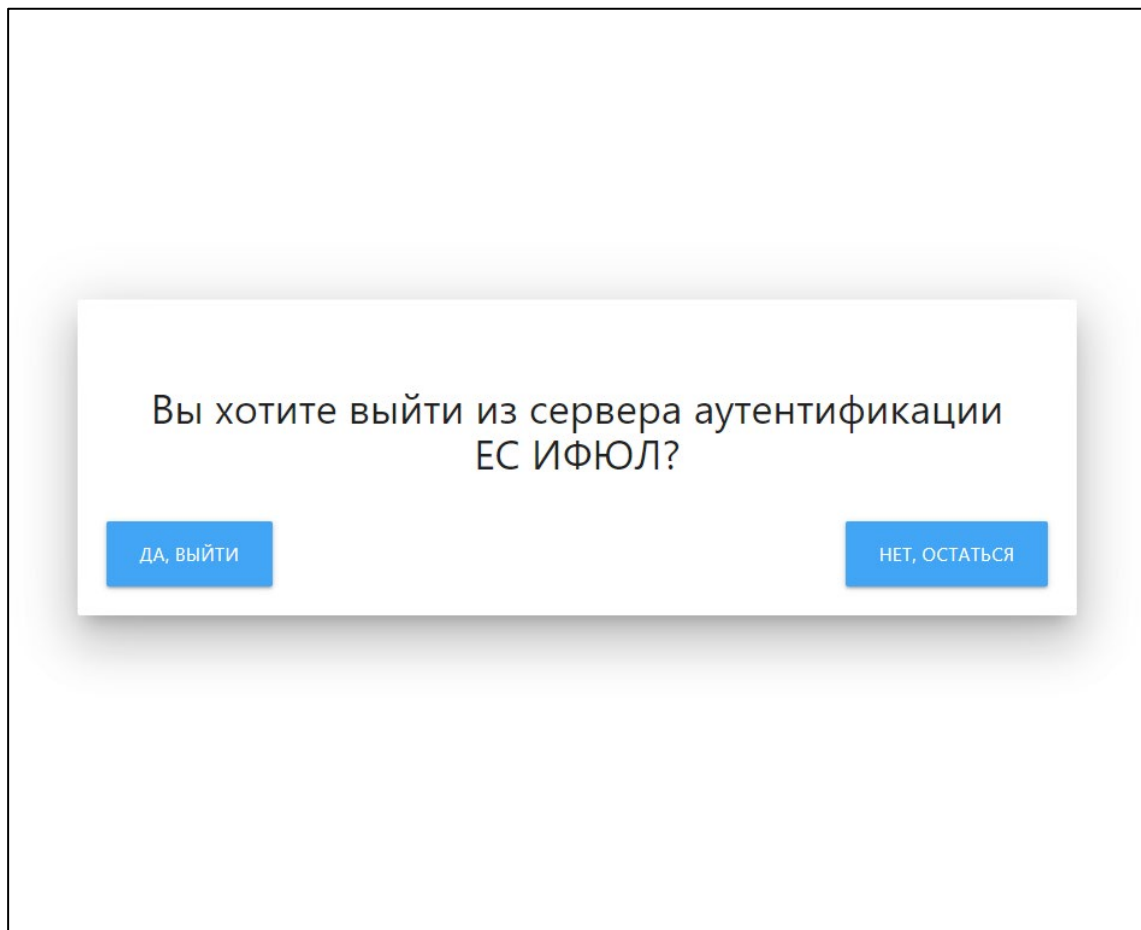 Вы хотите выйти из сервера аутентификации
ЕС ИФЮЛ?
ДА, ВЫЙТИ
НЕТ, ОСТАТЬСЯ